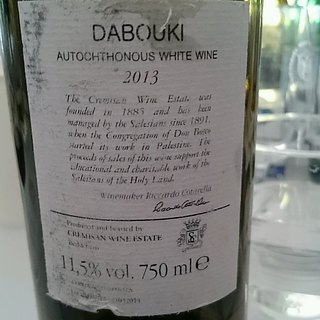 DABOUKI
AUTOCHTHONOUS WHITE WINE
2013
The Cremisan Wine Estate was
founded in 1885 and has been
managed by the Salesians since 1891,
when the Congregation of Don Bosco
started its work in Palestine. The
proceeds of sales of this wine support the
educational and charitable work of the
Salesians of the Holy Land.
Winemaker Riccardo Cotarella
Produced and bottled by
CREMISAN WINE ESTATE
11,5% vol. 750 ml e